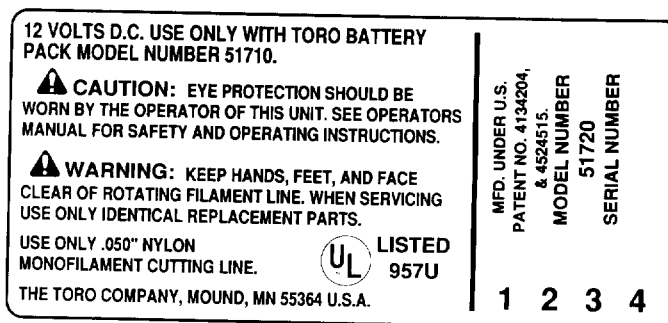 12 VOLTS D.C. USE ONLY WITH TORO BATTERY
PACK MODEL NUMBER 51710.
CAUTION: EYE PROTECTION SHOULD BE
WORN BY THE OPERATOR OF THIS UNIT. SEE OPERATORS
MANUAL FOR SAFETY AND OPERATING INSTRUCTIONS.
WARNING: KEEP HANDS, FEET, AND FACE
CLEAR OF ROTATING FILAMENT LINE. WHEN SERVICING
USE ONLY IDENTICAL REPLACEMENT PARTS.
USE ONLY .050" NYLON
MONOFILAMENT CUTTING LINE.
UL
LISTED
957U
THE TORO COMPANY, MOUND, MN 55364 U.S.A.
MFD. UNDER U.S.
PATENT NO. 4134204,
& 4524515.
MODEL NUMBER
51720
SERIAL NUMBER
1 2 3 4